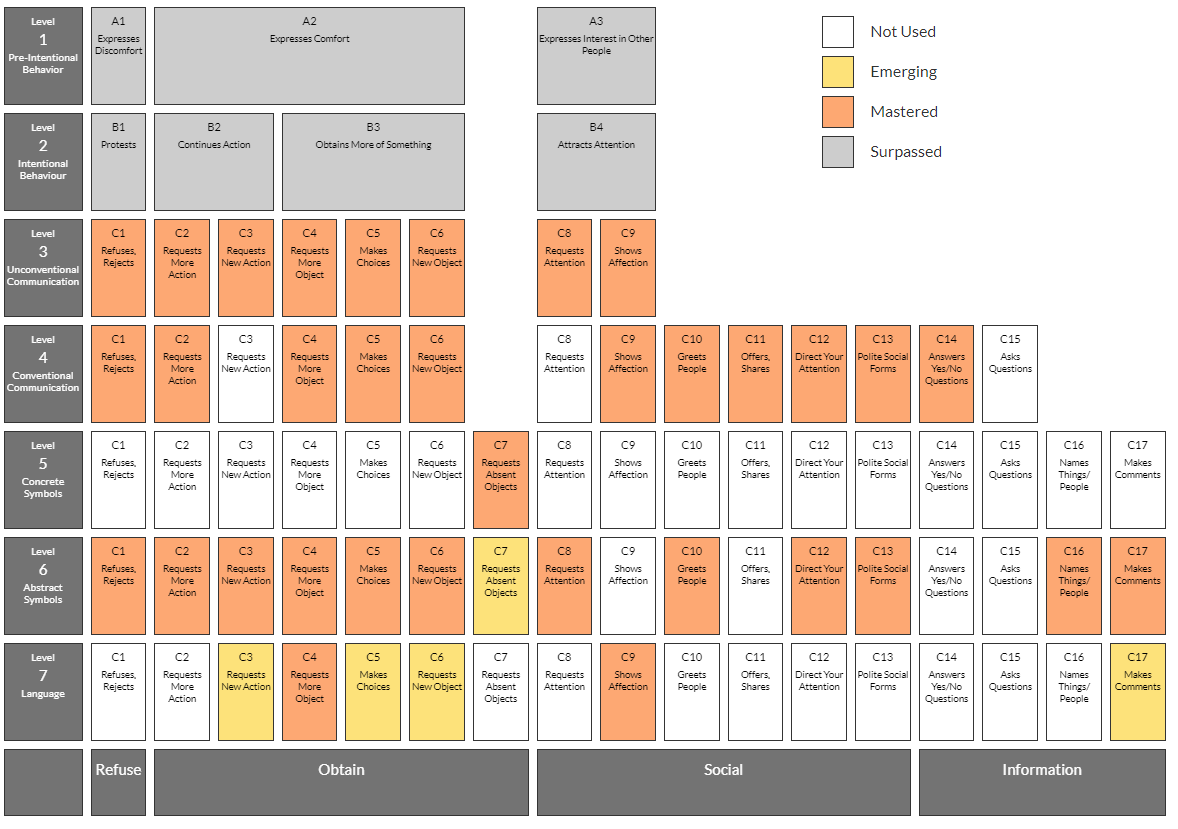 Level
1
Pre-Intentional
Behavior
A1
Expresses
Discomfort
A2
Expresses Comfort
A3
Expresses Interest in Other
People
Not Used
Emerging
Mastered
Surpassed
Level
2
Intentional
Behaviour
B1
Protests
B2
Continues Action
B3
Obtains More of Something
B4
Attracts Attention
Level
3
Unconventional
Communication
C1
Refuses,
Rejects
C2
Requests
More
Action
C3
Requests
New Action
C4
Requests
More
Object
C5
Makes
Choices
C6
Requests
New Object
C8
Requests
Attention
C9
Shows
Affection
Level
4
Conventional
Communication
C1
Refuses,
Rejects
C2
Requests
More
Action
C3
Requests
New Action
C4
Requests
More
Object
C5
Makes
Choices
C6
Requests
New Object
C8
Requests
Attention
C9
Shows
Affection
C10
Greets
People
C11
Offers,
Shares
C12
Direct Your
Attention
C13
Polite Social
Forms
C14
Answers
Yes/No
Questions
C15
Asks
Questions
Level
5
Concrete
Symbols
C1
Refuses,
Rejects
C2
Requests
More
Action
C3
Requests
New Action
C4
Requests
More
Object
C5
Makes
Choices
C6
Requests
New Object
C7
Requests
Absent
Objects
C8
Requests
Attention
C9
Shows
Affection
C10
Greets
People
C11
Offers,
Shares
C12
Direct Your
Attention
C13
Polite Social
Forms
C14
Answers
Yes/No
Questions
C15
Asks
Questions
C16
Names
Things/
People
C17
Makes
Comments
Level
6
Abstract
Symbols
C1
Refuses,
Rejects
C2
Requests
More
Action
C3
Requests
New Action
C4
Requests
More
Object
C5
Makes
Choices
C6
Requests
New Object
C7
Requests
Absent
Objects
C8
Requests
Attention
C9
Shows
Affection
C10
Greets
People
C11
Offers,
Shares
C12
Direct Your
Attention
C13
Polite Social
Forms
C14
Answers
Yes/No
Questions
C15
Asks
Questions
C16
Names
Things/
People
C17
Makes
Comments
Level
7
Language
C1
Refuses,
Rejects
C2
Requests
More
Action
C3
Requests
New Action
C4
Requests
More
Object
C5
Makes
Choices
C6
Requests
New Object
C7
Requests
Absent
Objects
C8
Requests
Attention
C9
Shows
Affection
C10
Greets
People
C11
Offers,
Shares
C12
Direct Your
Attention
C13
Polite Social
Forms
C14
Answers
Yes/No
Questions
C15
Asks
Questions
C16
Names
Things/
People
C17
Makes
Comments
Refuse
Obtain
Social
Information